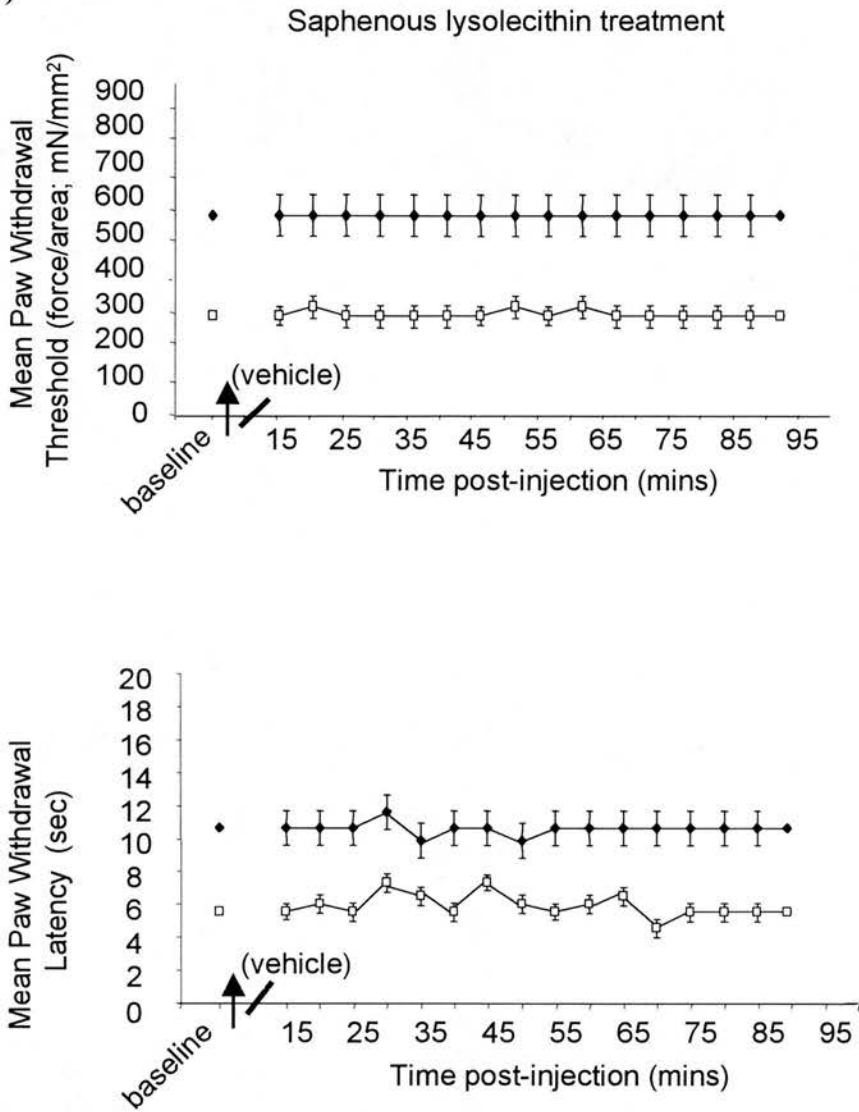 )
Saphenous lysolecithin treatment
Mean Paw Withdrawal
Threshold (force/area; mN/mm²)
900
800
700
600
500
400
300
200
100
0
(vehicle)
baseline
15 25 35 45 55 65 75 85 95
Time post-injection (mins)
Mean Paw Withdrawal
Latency (sec)
20
18
16
14
12
10
8
6
4
2
0
(vehicle)
baseline
15 25 35 45 55 65 75 85 95
Time post-injection (mins)